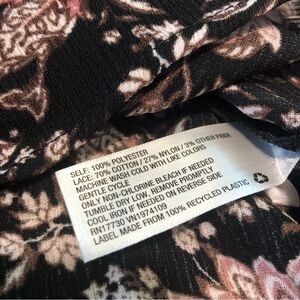 SELF: 100% POLYESTER
LACE: 70% COTTON / 27% NYLON / 3% OTHER FIBER
MACHINE WASH COLD WITH LIKE COLORS
GENTLE CYCLE
ONLY NON-CHLORINE BLEACH IF NEEDED
TUMBLE DRY LOW. REMOVE PROMPTLY
COOL IRON IF NEEDED ON REVERSE SIDE
RN17730 VN1974109
LABEL MADE FROM 100% RECYCLED PLASTIC